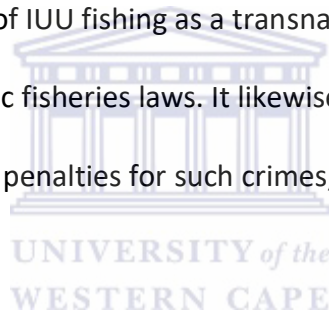 of IUU fishing as a transna
c fisheries laws. It likewise
penalties for such crimes,
UNIVERSITY of the
WESTERN CAPE